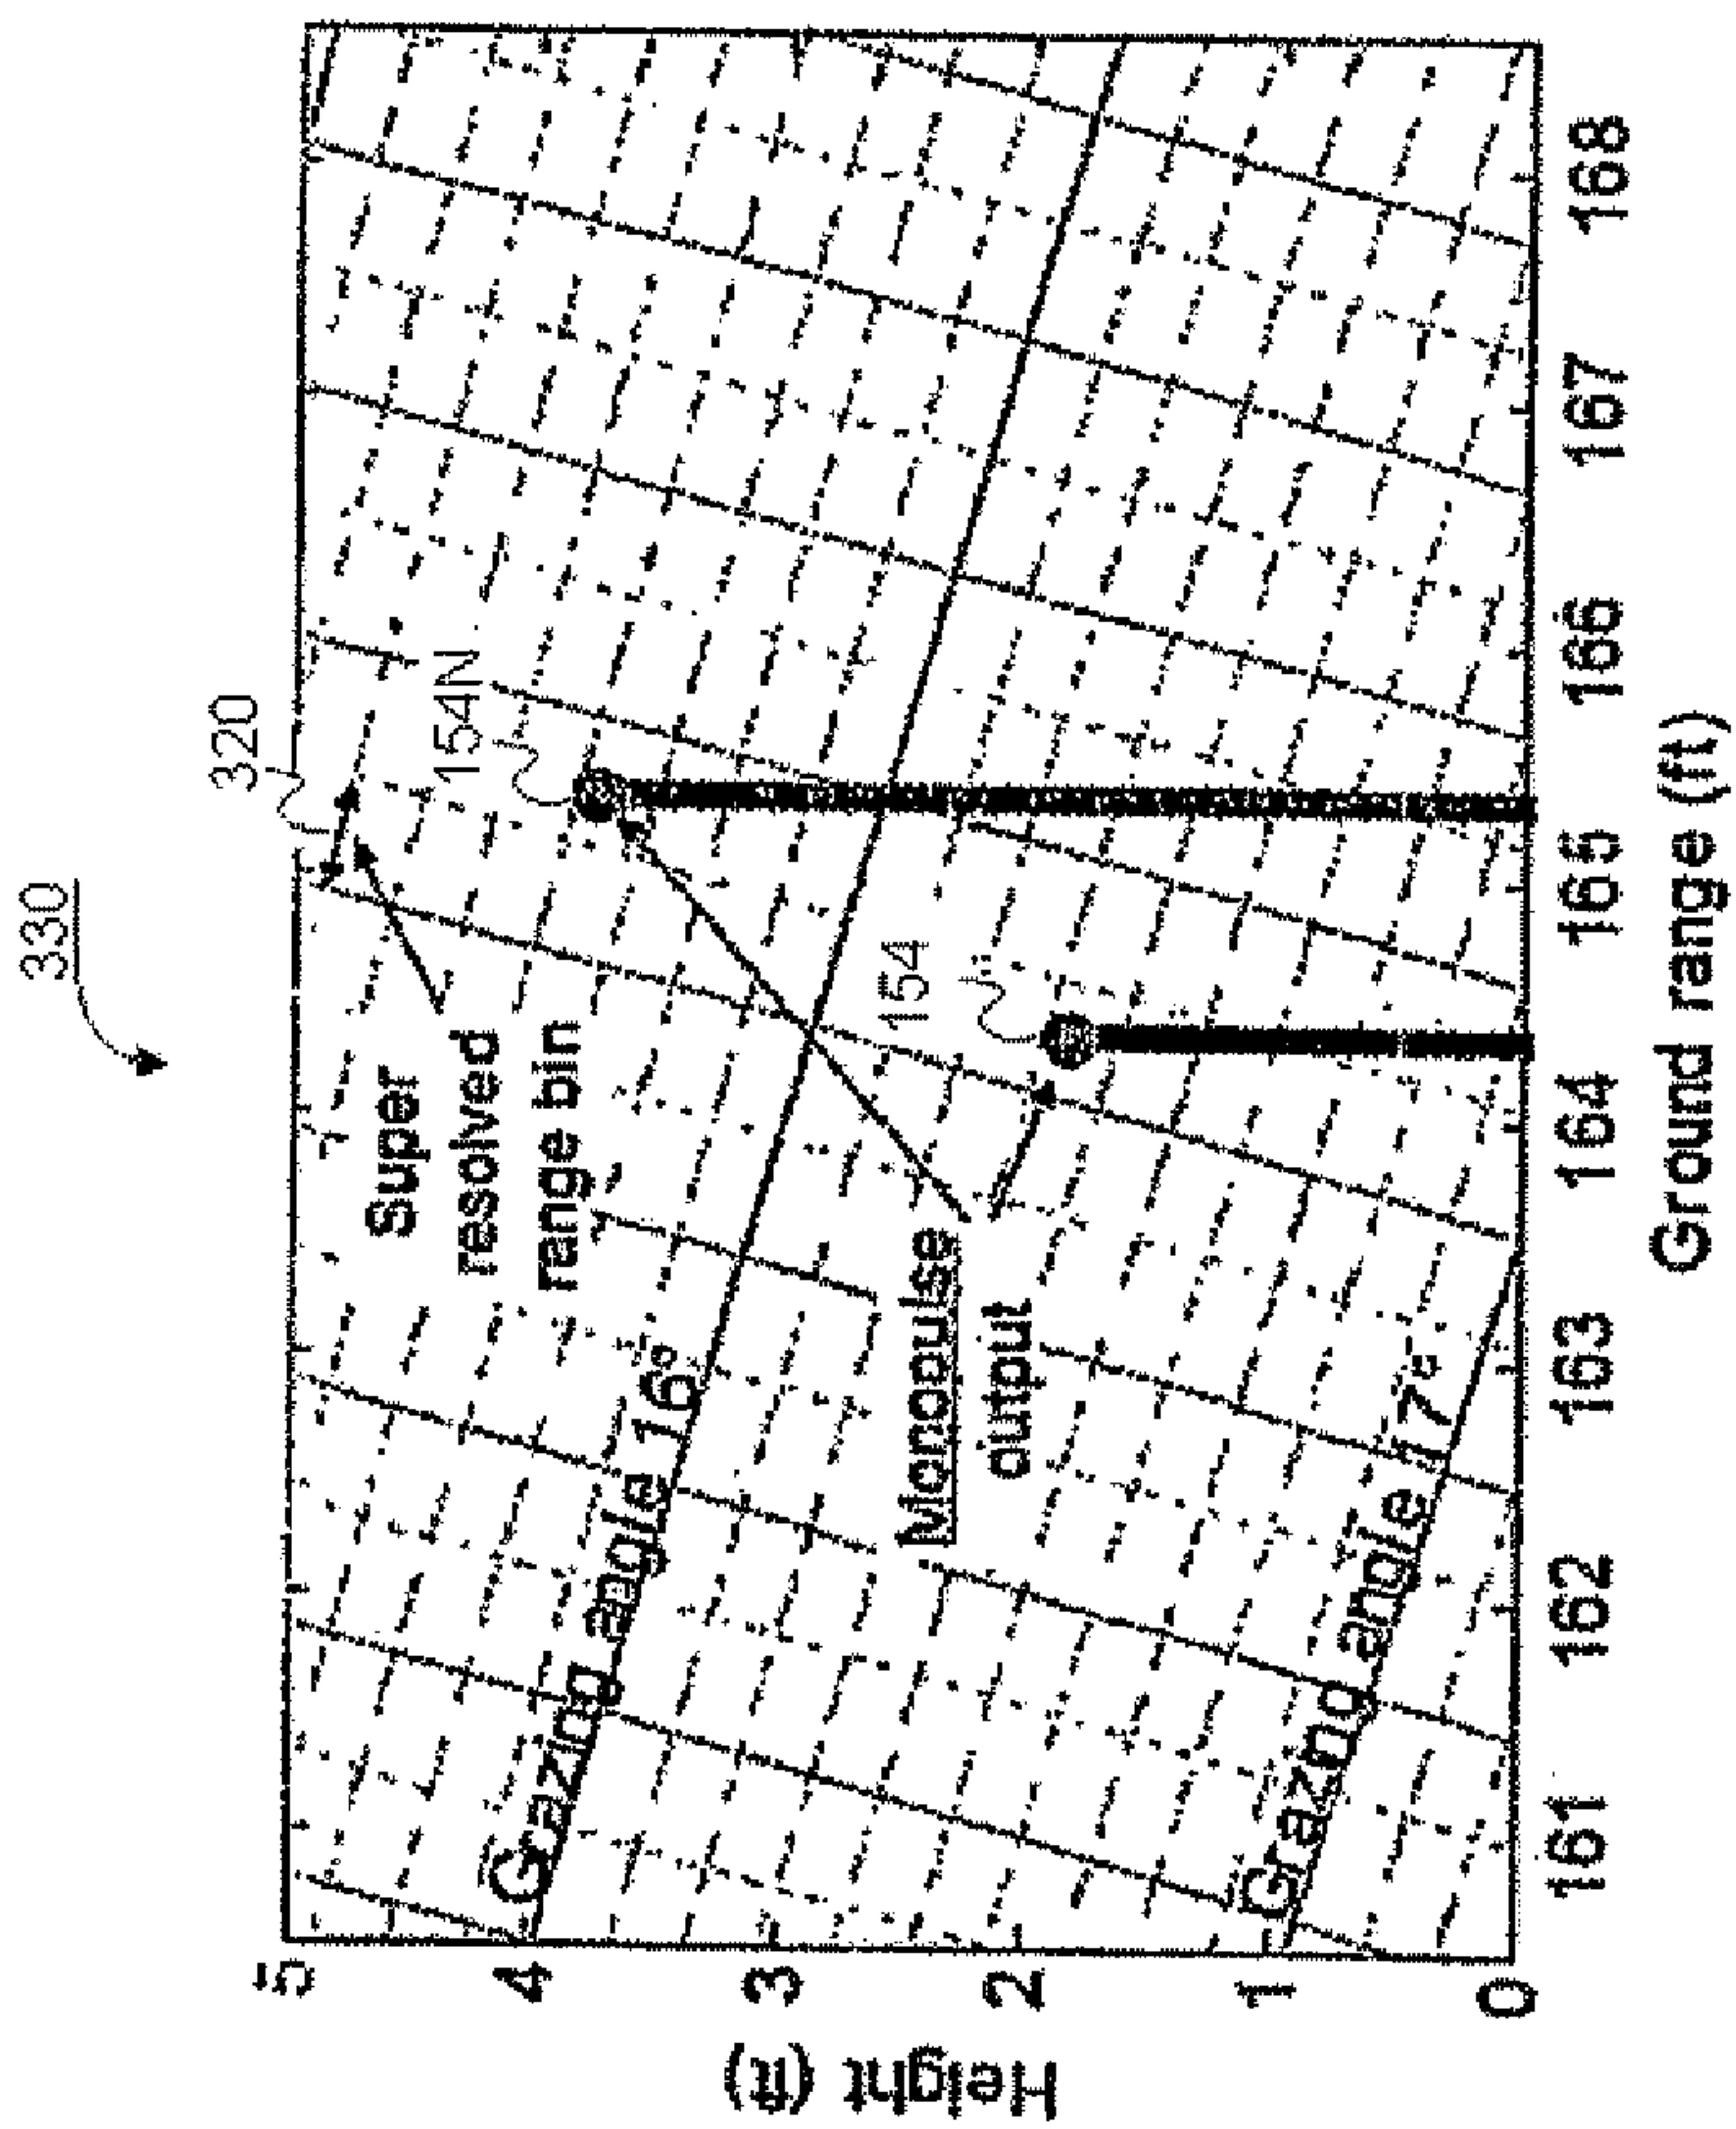 330
320
Super
resolved
range bin
154N
Grazing angle 16°
154
Monopulse
output
Grazing angle 17°
Height (ft)
5
4
3
2
1
0
161
162
163
164
165
166
167
168
Ground range (ft)